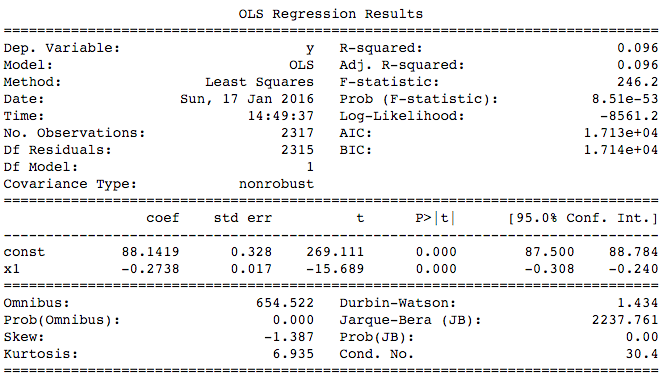 OLS Regression Results
==============================================================================
Dep. Variable: y R-squared: 0.096
Model: OLS Adj. R-squared: 0.096
Method: Least Squares F-statistic: 246.2
Date: Sun, 17 Jan 2016 Prob (F-statistic): 8.51e-53
Time: 14:49:37 Log-Likelihood: -8561.2
No. Observations: 2317 AIC: 1.713e+04
Df Residuals: 2315 BIC: 1.714e+04
Df Model: 1
Covariance Type: nonrobust
==============================================================================
coef std err t P>|t| [95.0% Conf. Int.]
------------------------------------------------------------------------------
const 88.1419 0.328 269.111 0.000 87.500 88.784
x1 -0.2738 0.017 -15.689 0.000 -0.308 -0.240
==============================================================================
Omnibus: 654.522 Durbin-Watson: 1.434
Prob(Omnibus): 0.000 Jarque-Bera (JB): 2237.761
Skew: -1.387 Prob(JB): 0.00
Kurtosis: 6.935 Cond. No. 30.4
==============================================================================